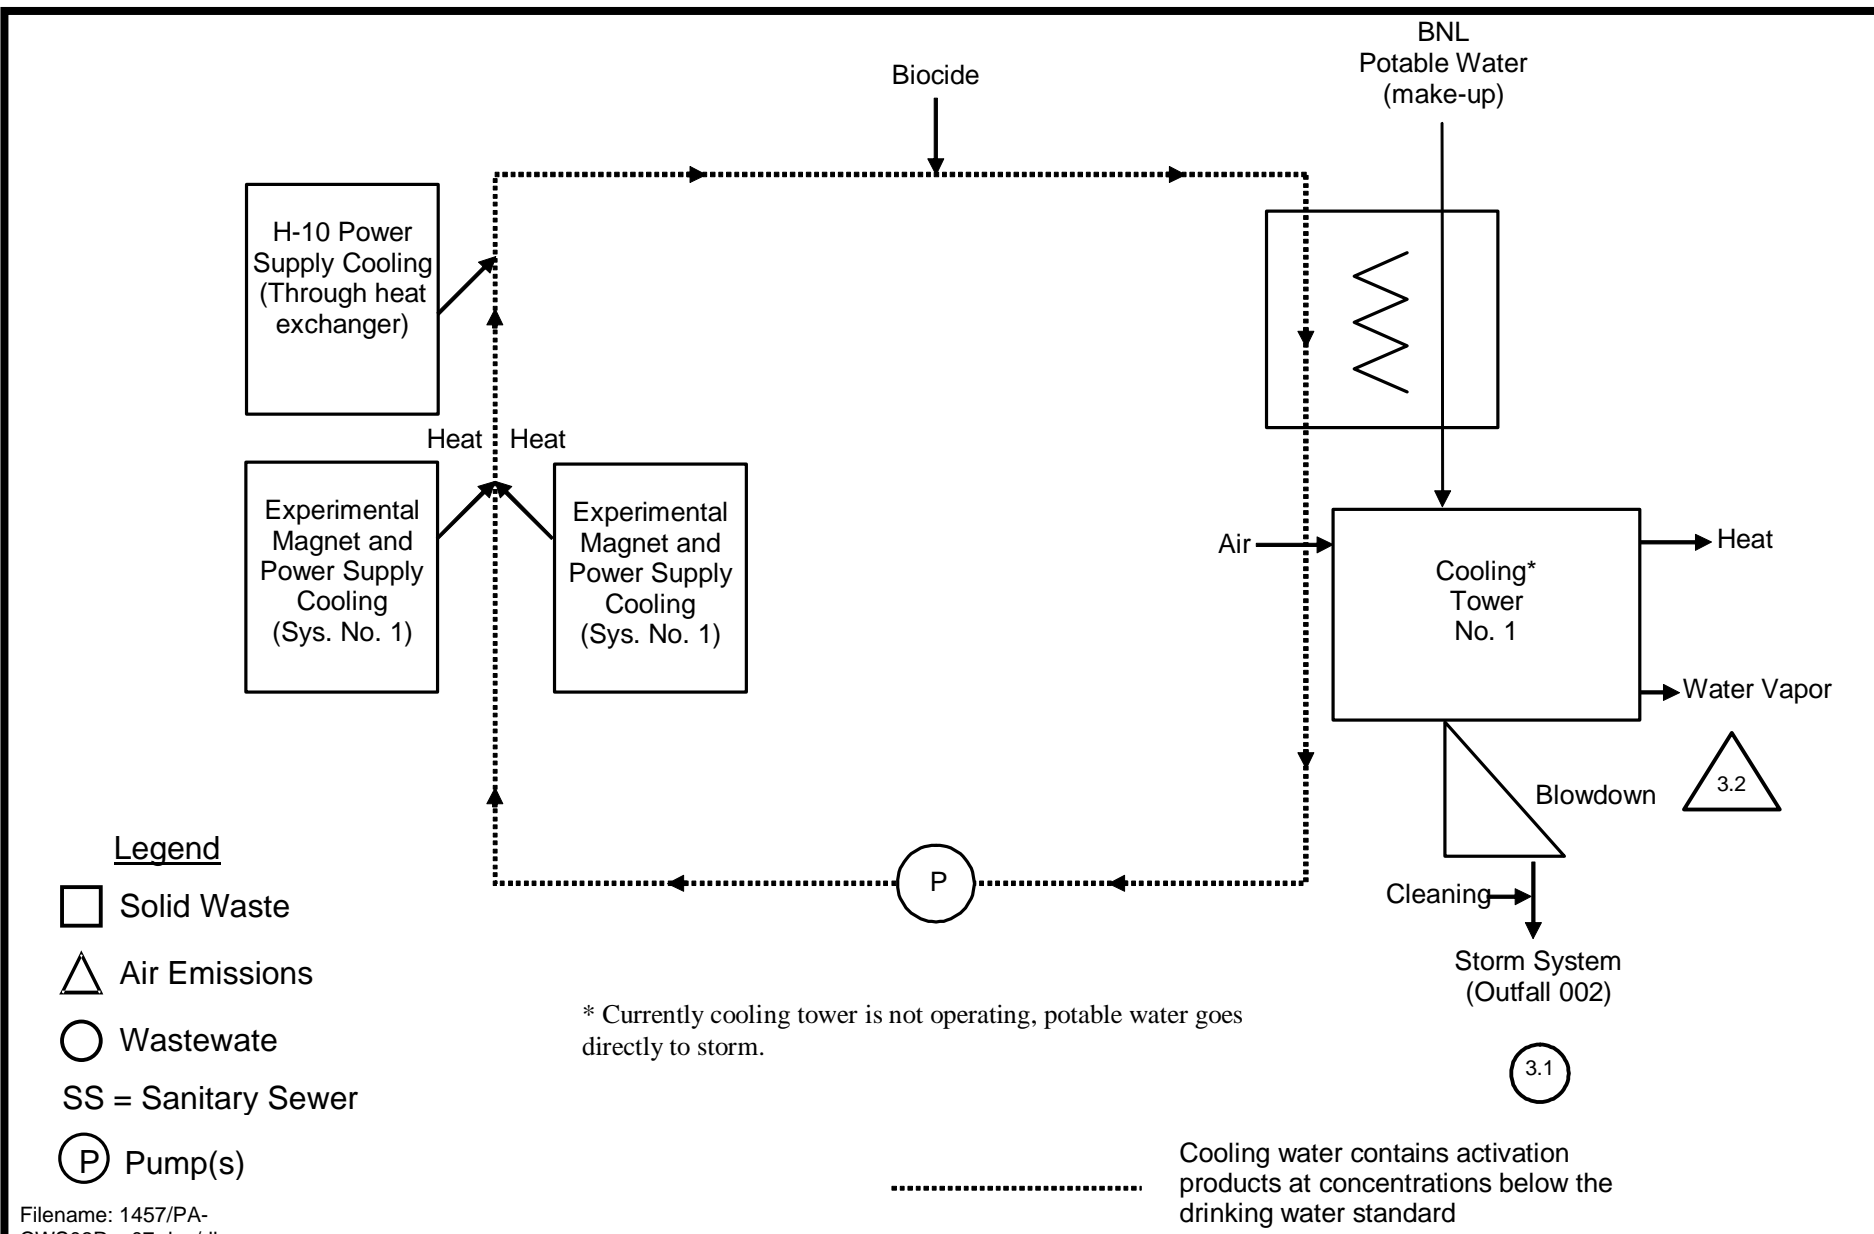 BNL
Potable Water
(make-up)
Biocide
H-10 Power
Supply Cooling
(Through heat
exchanger)
Heat
Heat
Experimental
Magnet and
Power Supply
Cooling
(Sys. No. 1)
Experimental
Magnet and
Power Supply
Cooling
(Sys. No. 1)
Air
Cooling*
Tower
No. 1
Heat
Water Vapor
3.2
Blowdown
P
Cleaning
Storm System
(Outfall 002)
3.1
* Currently cooling tower is not operating, potable water goes
directly to storm.
Legend
Solid Waste
Air Emissions
Wastewate
SS = Sanitary Sewer
P Pump(s)
Cooling water contains activation
products at concentrations below the
drinking water standard
Filename: 1457/PA-